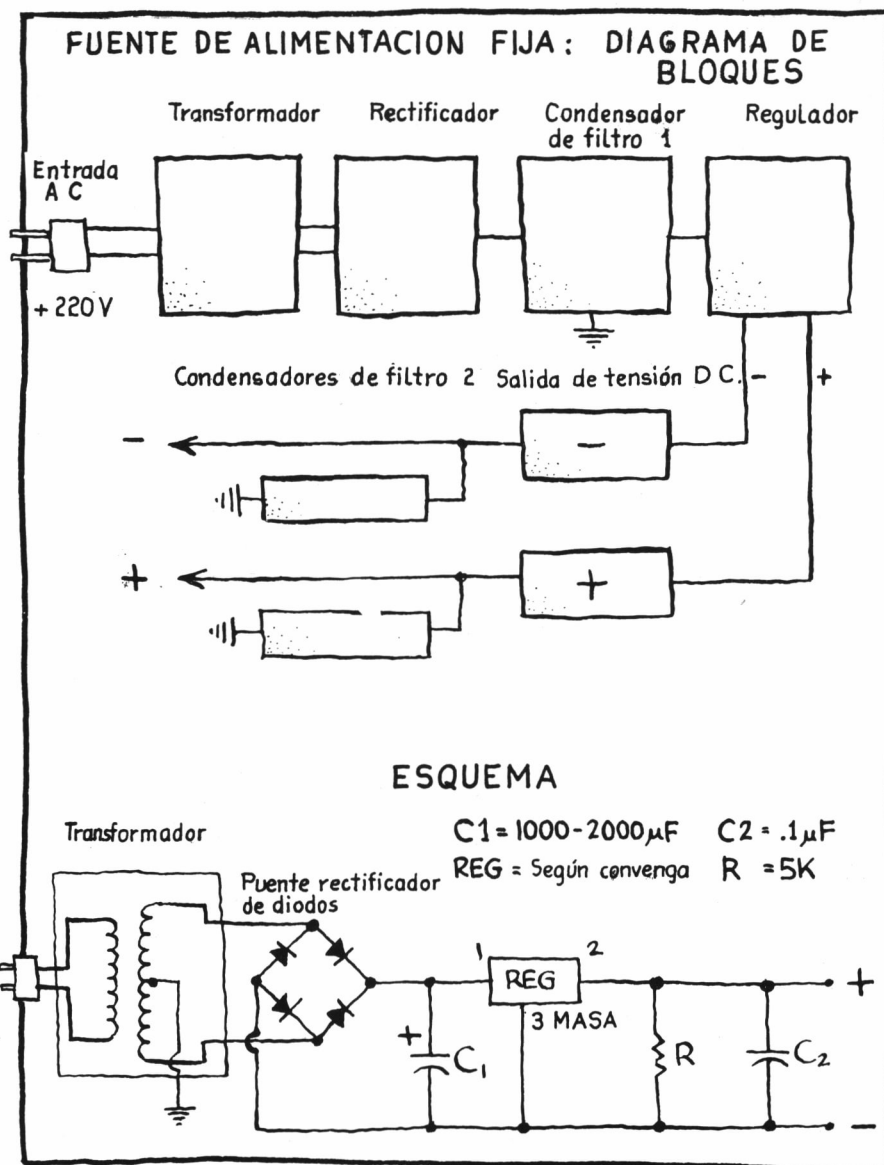 FUENTE DE ALIMENTACION FIJA: DIAGRAMA DE
BLOQUES
Transformador
Rectificador
Condensador
de filtro 1
Regulador
Entrada
AC
+ 220V
Condensadores de filtro 2
Salida de tensión DC.
-
+
-
-
+
+
ESQUEMA
C1 = 1000-2000µF
C2 = .1µF
REG = Según convenga
R = 5K
Transformador
Puente rectificador
de diodos
1
REG
2
3 MASA
+
C1
R
C2
+
-